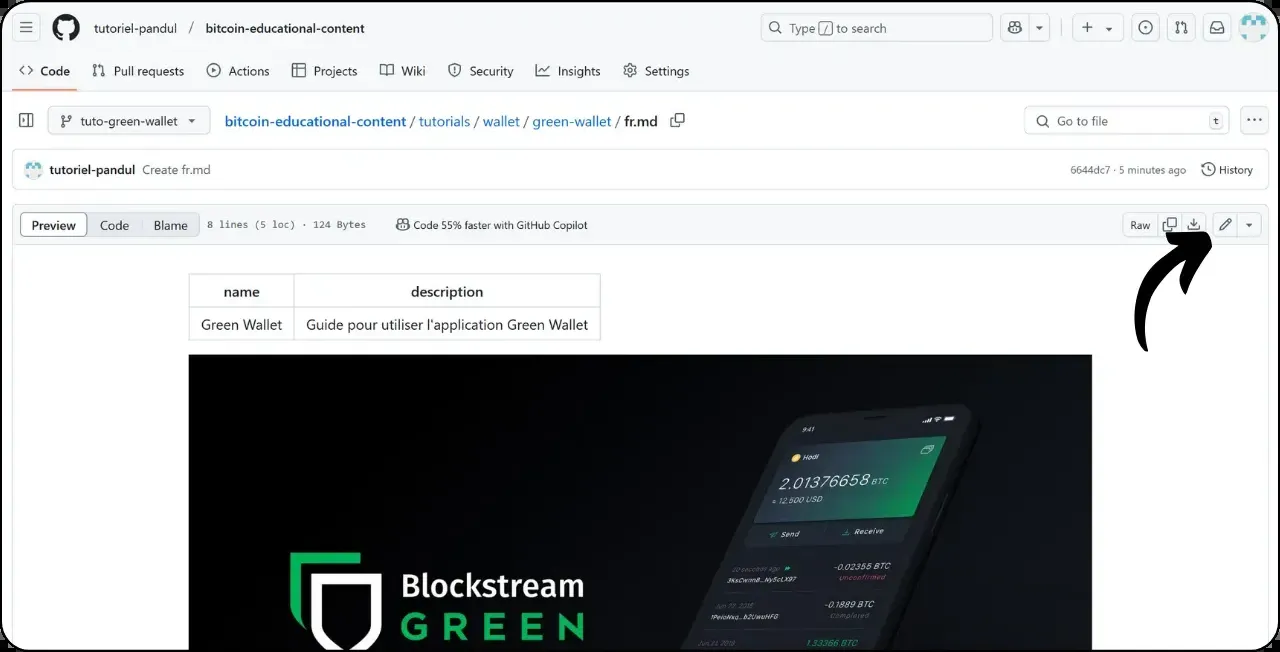 tutoriel-pandul / bitcoin-educational-content
Type / to search
Code Pull requests Actions Projects Wiki Security Insights Settings
tuto-green-wallet
bitcoin-educational-content / tutorials / wallet / green-wallet / fr.md
Go to file t
tutoriel-pandul Create fr.md
6644dc7 · 5 minutes ago
History
Preview Code Blame
8 lines (5 loc) · 124 Bytes
Code 55% faster with GitHub Copilot
Raw
name description
Green Wallet Guide pour utiliser l'application Green Wallet
9:41
Hodl
2.01376658 BTC
≈ 12,500 USD
Send Receive
-0.02355 BTC
Unconfirmed
-0.1889 BTC
Completed
1.33366 BTC
Blockstream
GREEN